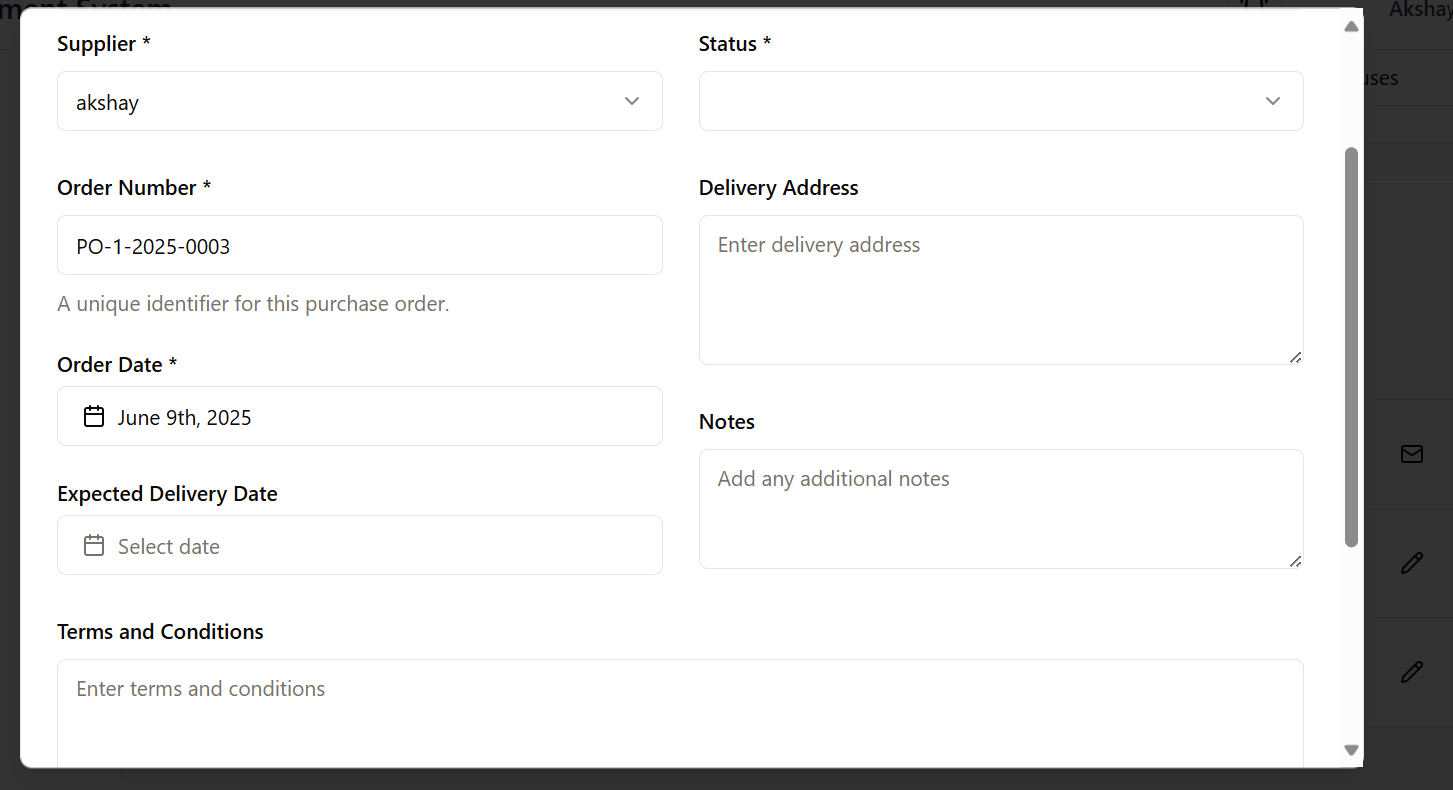 Akshay
uses
Supplier *
akshay
Status *
Order Number *
PO-1-2025-0003
A unique identifier for this purchase order.
Order Date *
June 9th, 2025
Expected Delivery Date
Select date
Delivery Address
Enter delivery address
Notes
Add any additional notes
Terms and Conditions
Enter terms and conditions